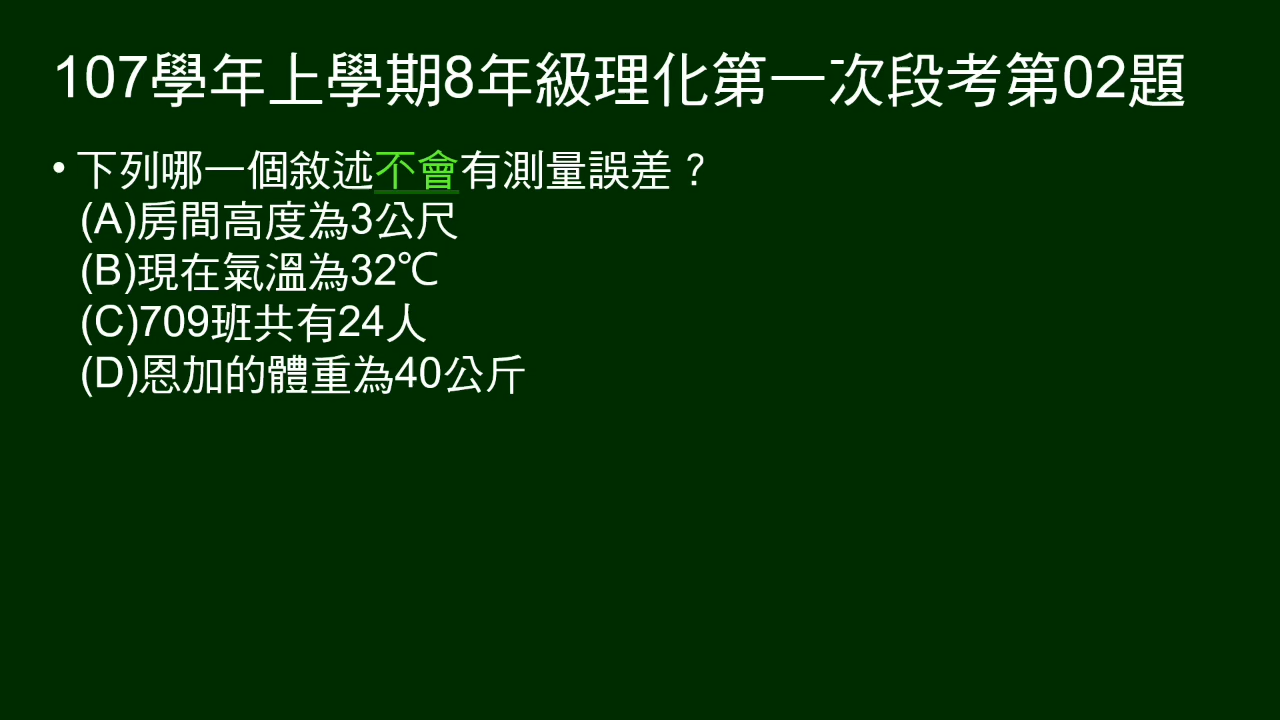 107學年上學期8年級理化第一次段考第02題
• 下列哪一個敘述不會有測量誤差？
(A)房間高度為3公尺
(B)現在氣溫為32℃
(C)709班共有24人
(D)恩加的體重為40公斤